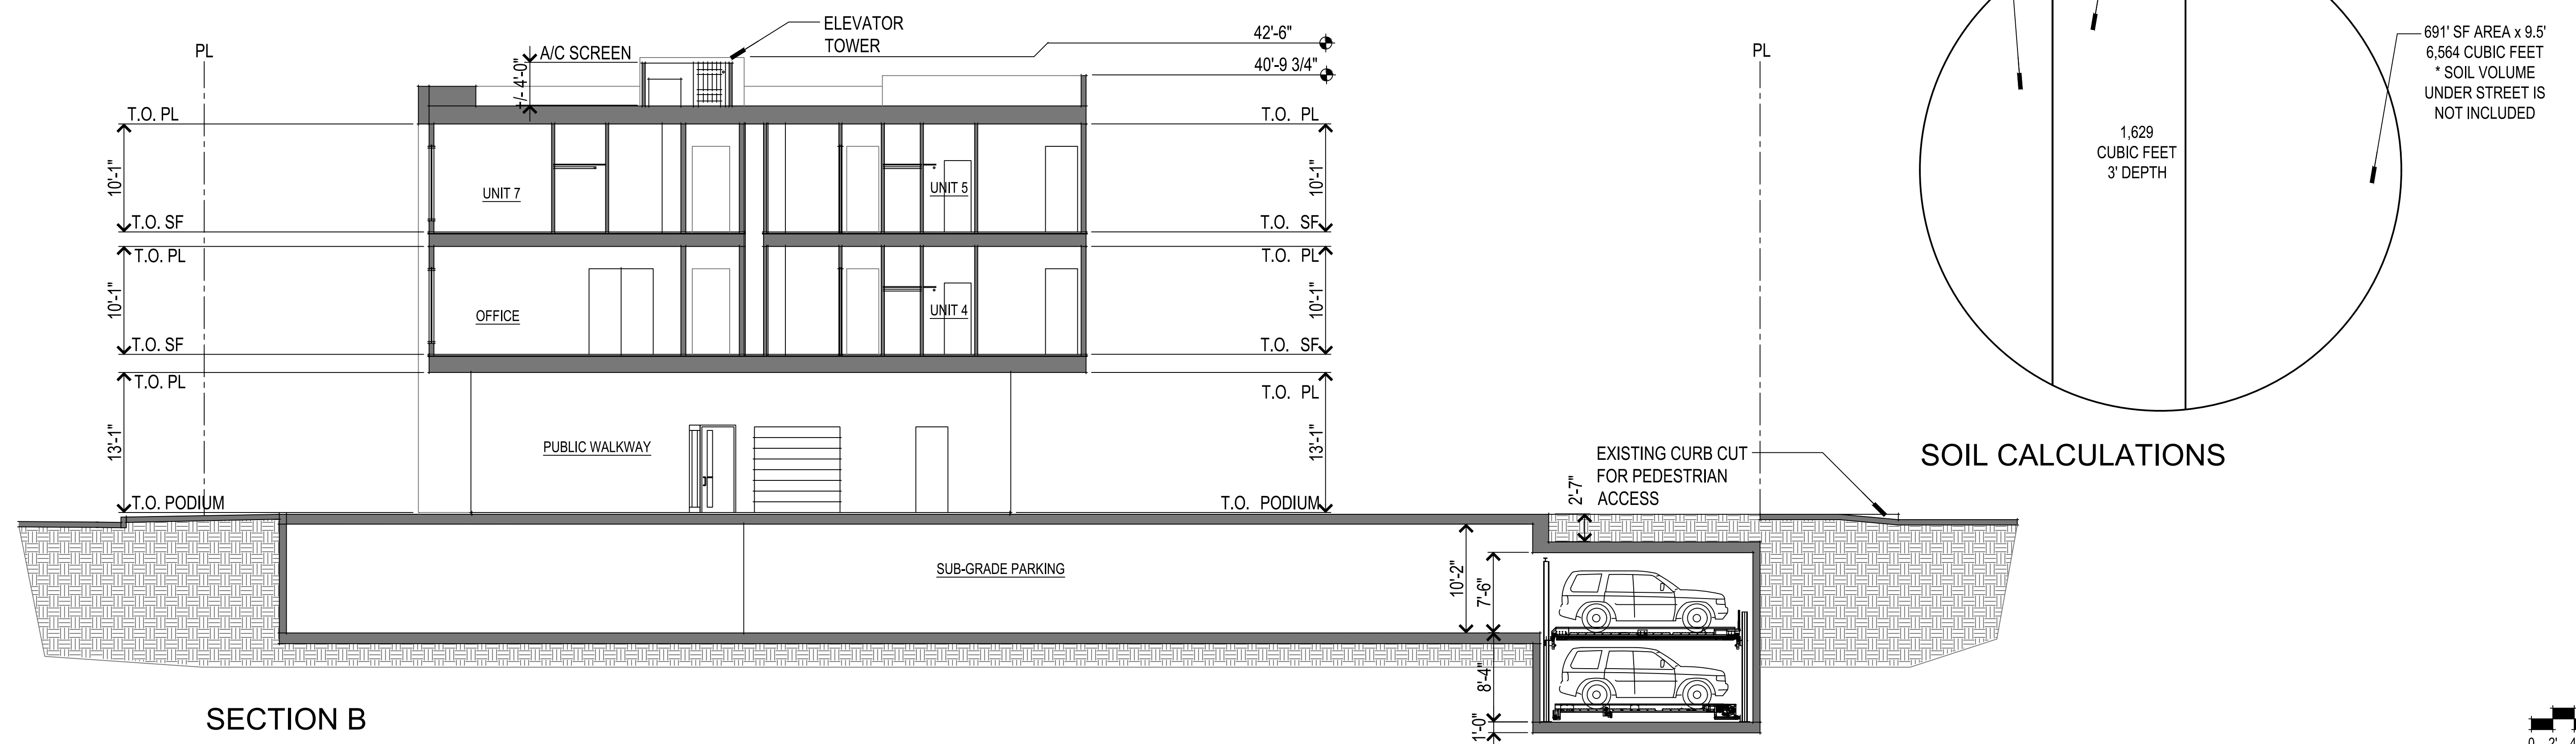 ELEVATOR
TOWER
A/C SCREEN
+/- 4'-0"
42'-6"
40'-9 3/4"
PL
PL
T.O. PL
T.O. PL
10'-1"
10'-1"
UNIT 7
UNIT 5
T.O. SF
T.O. SF
T.O. PL
T.O. PL
10'-1"
10'-1"
OFFICE
UNIT 4
T.O. SF
T.O. SF
T.O. PL
T.O. PL
13'-1"
13'-1"
PUBLIC WALKWAY
T.O. PODIUM
T.O. PODIUM
EXISTING CURB CUT
FOR PEDESTRIAN
ACCESS
2'-7"
SUB-GRADE PARKING
10'-2"
7'-6"
8'-4"
1'-0"
SECTION B
691' SF AREA x 9.5'
6,564 CUBIC FEET
* SOIL VOLUME
UNDER STREET IS
NOT INCLUDED
1,629
CUBIC FEET
3' DEPTH
SOIL CALCULATIONS
0 2'